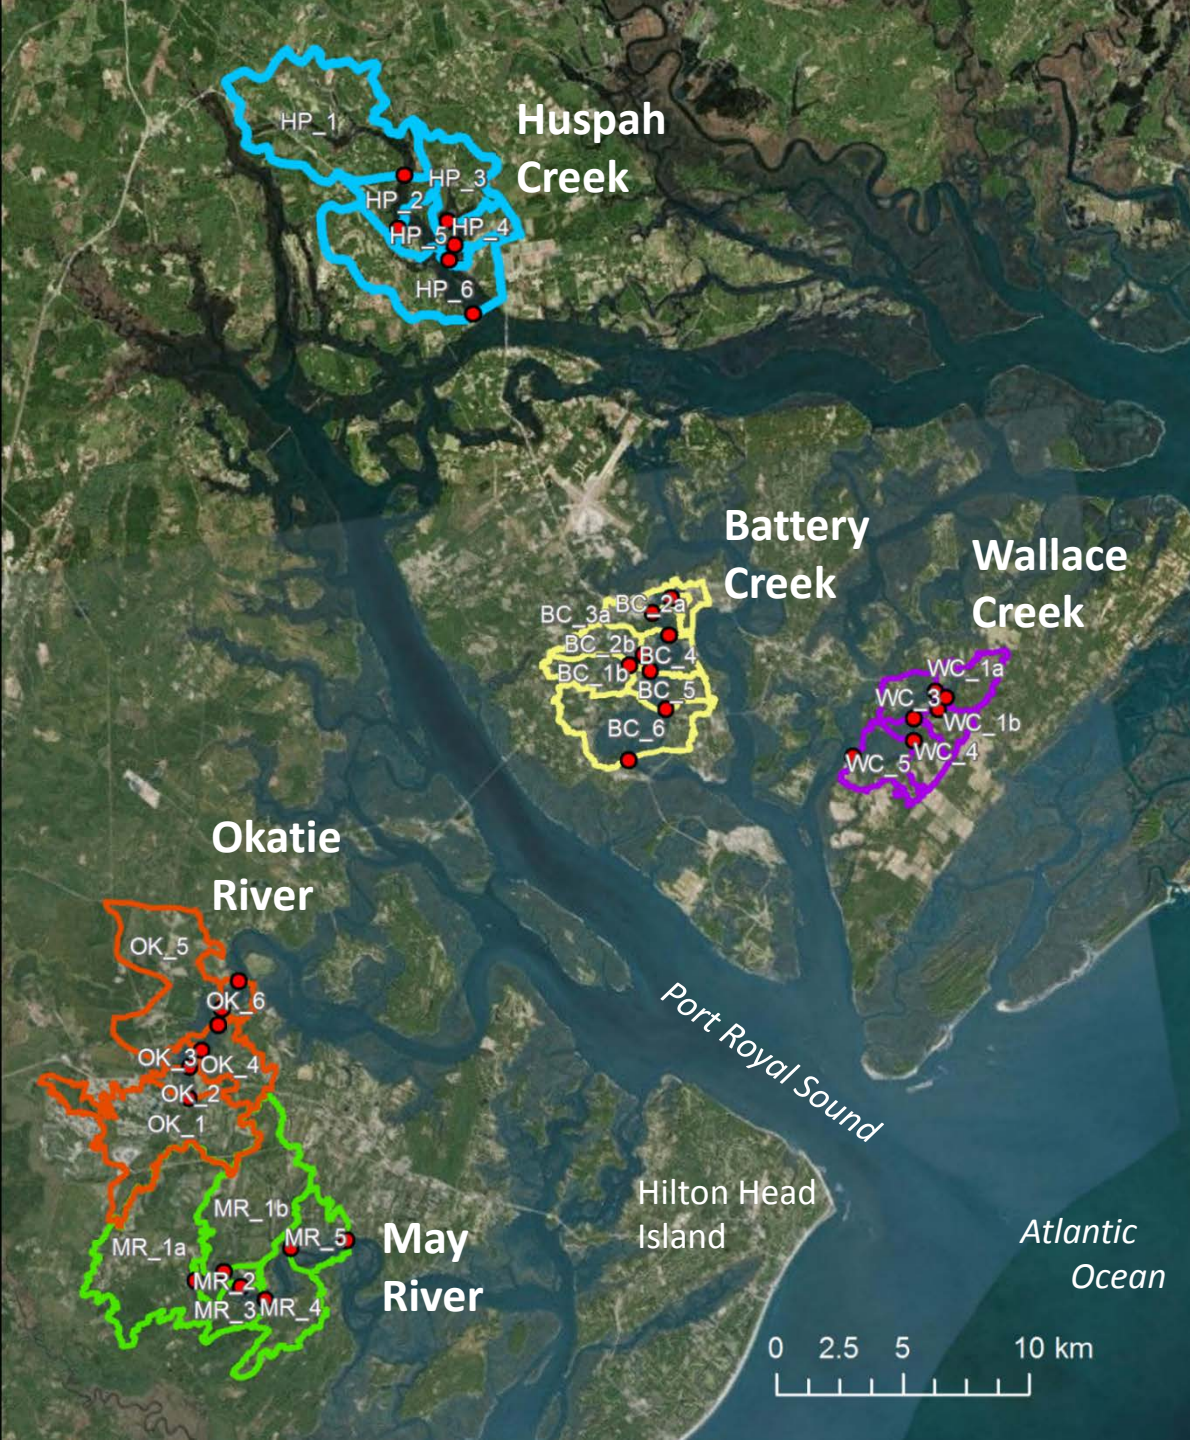 Huspah
Creek
HP_1
HP_3
HP_2
HP_4
HP_5
HP_6
Battery
Creek
Wallace
Creek
BC_2a
BC_3a
BC_2b
BC_4
BC_1b
BC_5
BC_6
WC_1a
WC_3
WC_1b
WC_4
WC_5
Okatie
River
OK_5
OK_6
OK_3
OK_4
OK_2
OK_1
Port Royal Sound
MR_1b
MR_5
MR_1a
MR_2
MR_3
MR_4
May
River
Hilton Head
Island
Atlantic
Ocean
0 2.5 5 10 km